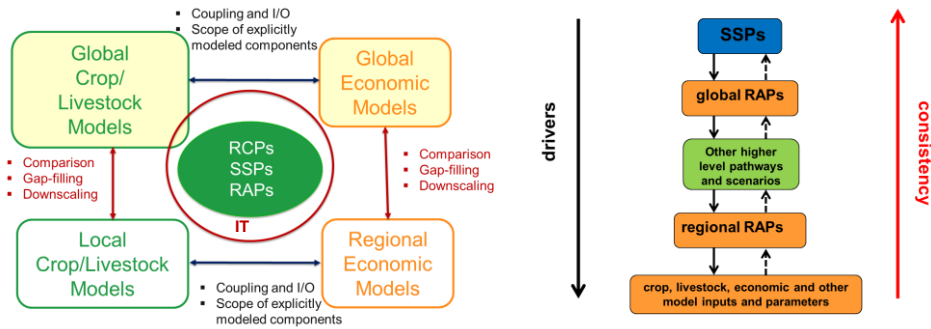 ▪ Coupling and I/O
▪ Scope of explicitly
modeled components
Global
Crop/
Livestock
Models
Global
Economic
Models
RCPs
SSPs
RAPs
IT
▪ Comparison
▪ Gap-filling
▪ Downscaling
▪ Comparison
▪ Gap-filling
▪ Downscaling
Local
Crop/Livestock
Models
Regional
Economic
Models
▪ Coupling and I/O
▪ Scope of explicitly
modeled components
drivers
SSPs
global RAPs
Other higher
level pathways
and scenarios
regional RAPs
crop, livestock, economic and other
model inputs and parameters
consistency